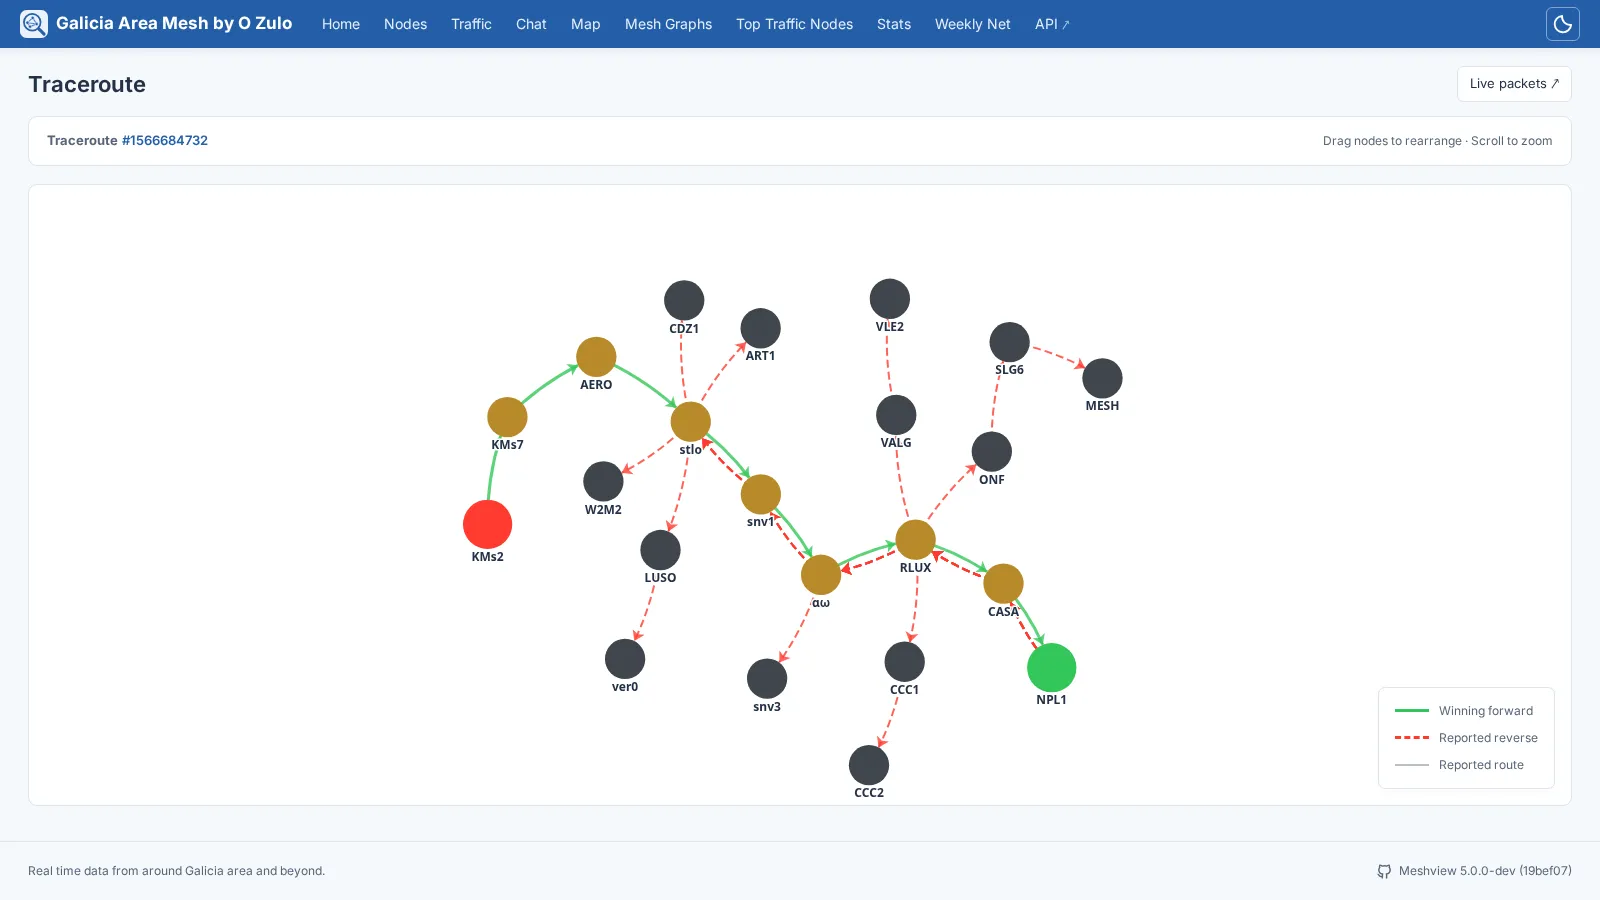 Galicia Area Mesh by O Zulo
Home
Nodes
Traffic
Chat
Map
Mesh Graphs
Top Traffic Nodes
Stats
Weekly Net
API ↗
Traceroute
Live packets ↗
Traceroute #1566684732
Drag nodes to rearrange · Scroll to zoom
CDZ1
VLE2
ART1
SLG6
AERO
MESH
KMs7
VALG
stlo
ONF
W2M2
snv1
KMs2
RLUX
LUSO
αω
CASA
ver0
CCC1
NPL1
snv3
CCC2
Winning forward
Reported reverse
Reported route
Real time data from around Galicia area and beyond.
Meshview 5.0.0-dev (19bef07)